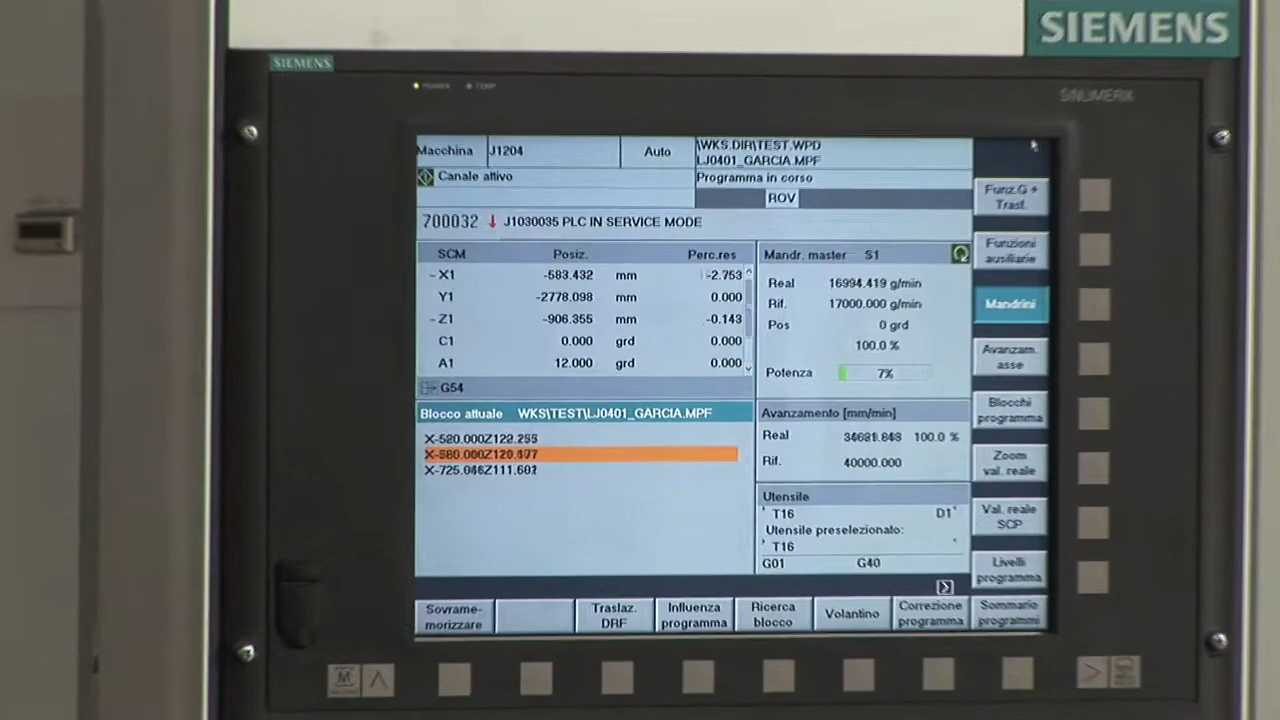 SIEMENS
SIEMENS
POWER TEMP
SINUMERIK
Macchina J1204 Auto \WKS.DIR\TEST.WPD
LJ0401_GARCIA.MPF
Canale attivo Programma in corso
ROV
700032 ↓ J1030035 PLC IN SERVICE MODE
SCM Posiz. Perc.res
X1 -583.432 mm -2.753
Y1 -2778.098 mm 0.000
Z1 -906.355 mm -0.143
C1 0.000 grd 0.000
A1 12.000 grd 0.000
G54
Mandr. master S1
Real 16994.419 g/min
Rif. 17000.000 g/min
Pos 0 grd
100.0 %
Potenza 7%
Blocco attuale WKS\TEST\LJ0401_GARCIA.MPF
Avanzamento [mm/min]
Real 100.0 %
Rif. 40000.000
Utensile
T16 D1
Utensile preselezionato:
T16
G01 G40
Funz.G +
Trasf.
Funzioni
ausiliarie
Mandrini
Avanzam.
asse
Blocchi
programma
Zoom
val. reale
Val. reale
SCP
Livelli
programma
Sovrame-
morizzare
Traslaz.
DRF
Influenza
programma
Ricerca
blocco
Volantino
Correzione
programma
Sommario
programmi
M